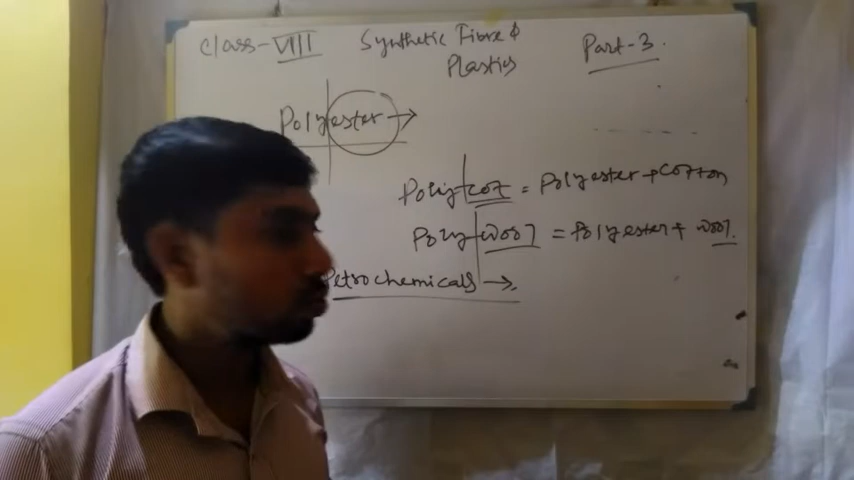 Class-VIII Synthetic Fibre & Part-3.
Plastics
Polyester →
Polycot = Polyester + Cotton
Polywool = Polyester + wool.
Petrochemicals →